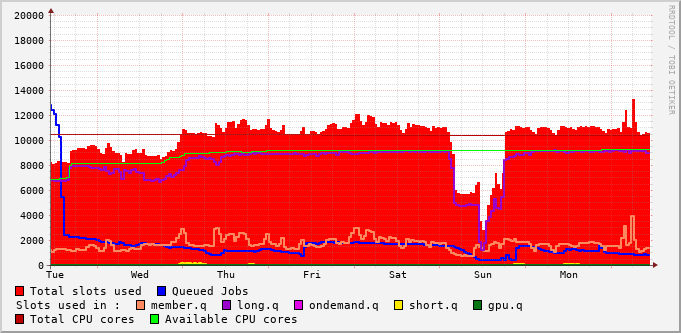 20000
18000
16000
14000
12000
10000
8000
6000
4000
2000
0
Tue Wed Thu Fri Sat Sun Mon
RRDTOOL / TOBI OETIKER
Total slots used Queued Jobs
Slots used in : member.q long.q ondemand.q short.q gpu.q
Total CPU cores Available CPU cores